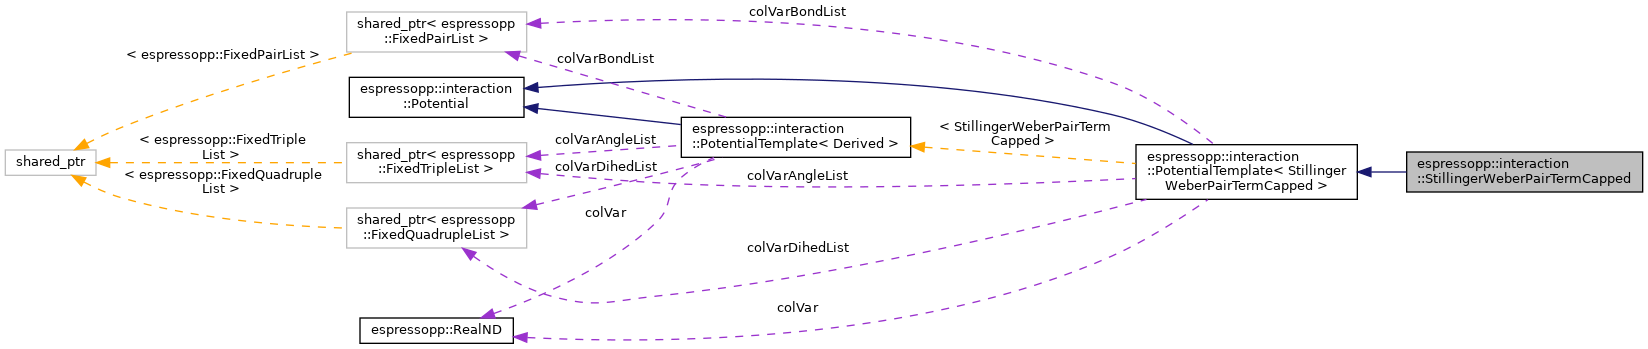 colVarBondList
shared_ptr< espressopp
::FixedPairList >
< espressopp::FixedPairList >
colVarBondList
espressopp::interaction
::Potential
espressopp::interaction
::PotentialTemplate< Derived >
< StillingerWeberPairTerm
Capped >
< espressopp::FixedTriple
List >
colVarAngleList
shared_ptr
shared_ptr< espressopp
::FixedTripleList >
colVarDihedList
espressopp::interaction
::PotentialTemplate< Stillinger
WeberPairTermCapped >
espressopp::interaction
::StillingerWeberPairTermCapped
< espressopp::FixedQuadruple
List >
colVarAngleList
shared_ptr< espressopp
::FixedQuadrupleList >
colVar
colVarDihedList
colVar
espressopp::RealND